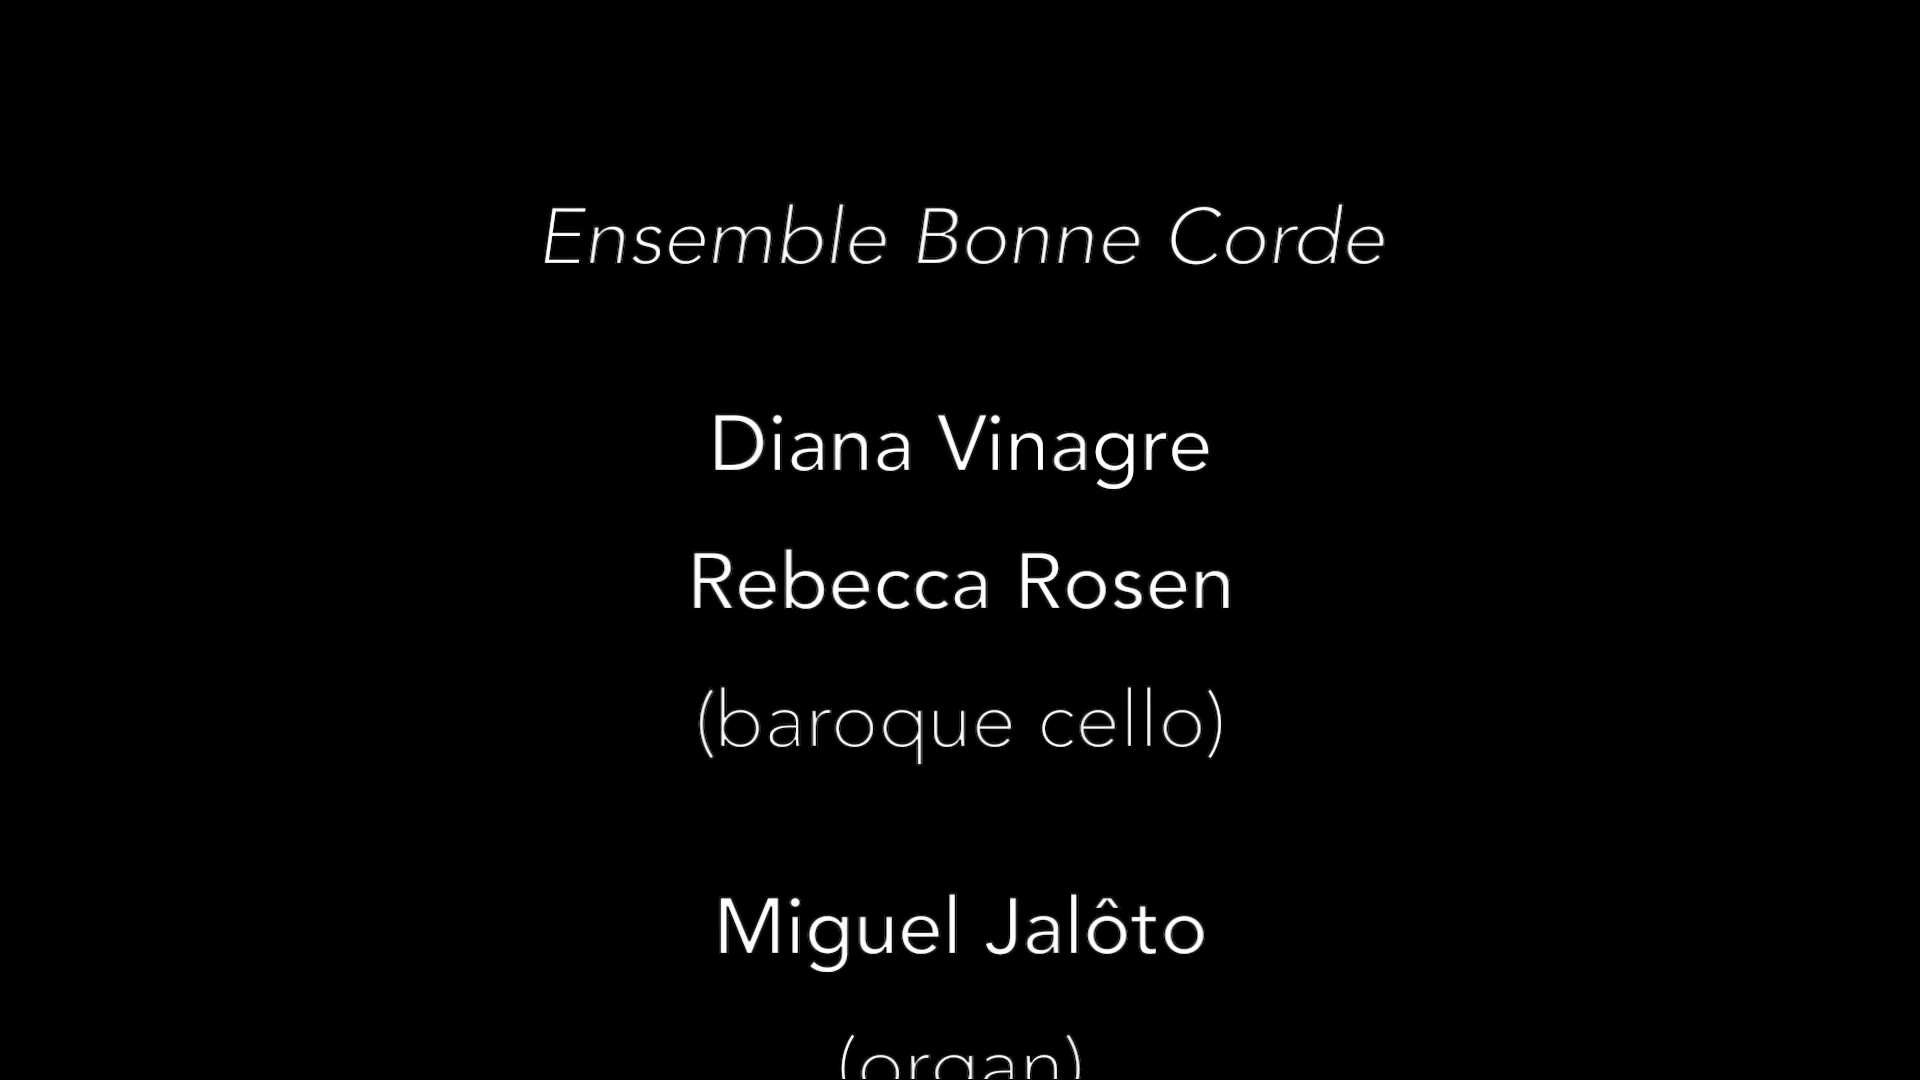 Ensemble Bonne Corde
Diana Vinagre
Rebecca Rosen
(baroque cello)
Miguel Jalôto
(organ)